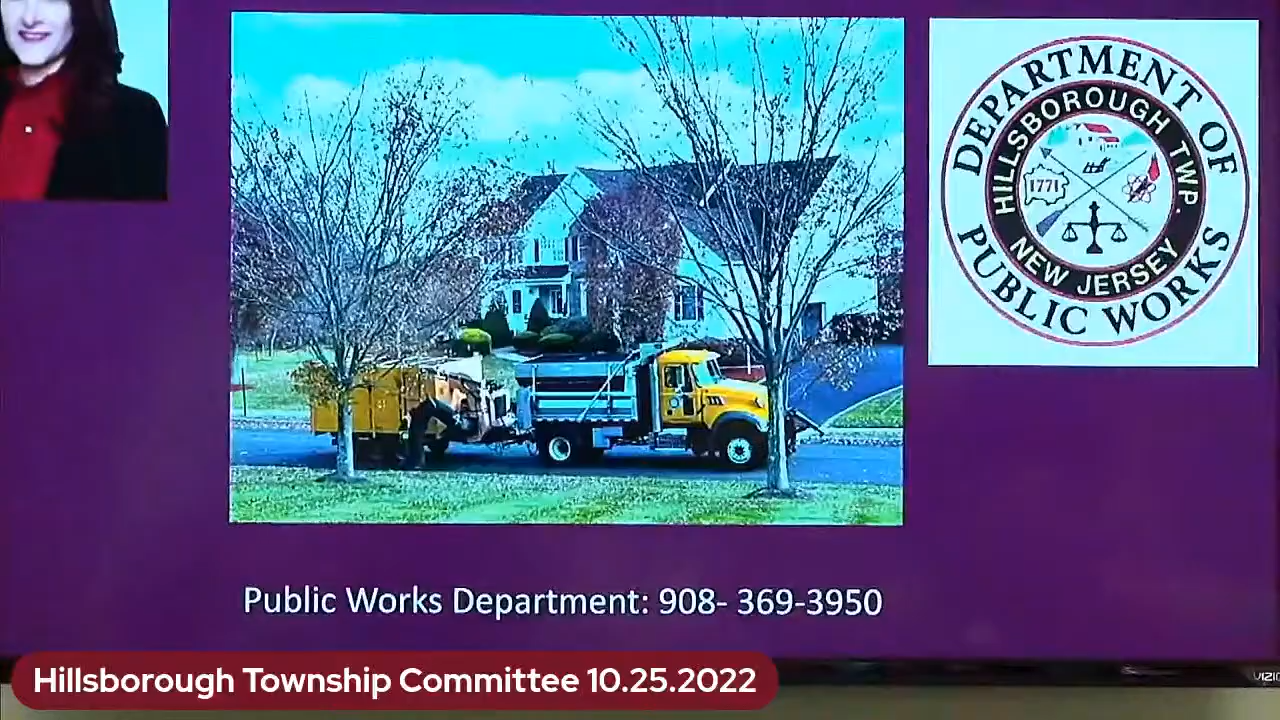 DEPARTMENT OF
HILLSBOROUGH TWP.
1771
NEW JERSEY
PUBLIC WORKS
Public Works Department: 908- 369-3950
Hillsborough Township Committee 10.25.2022